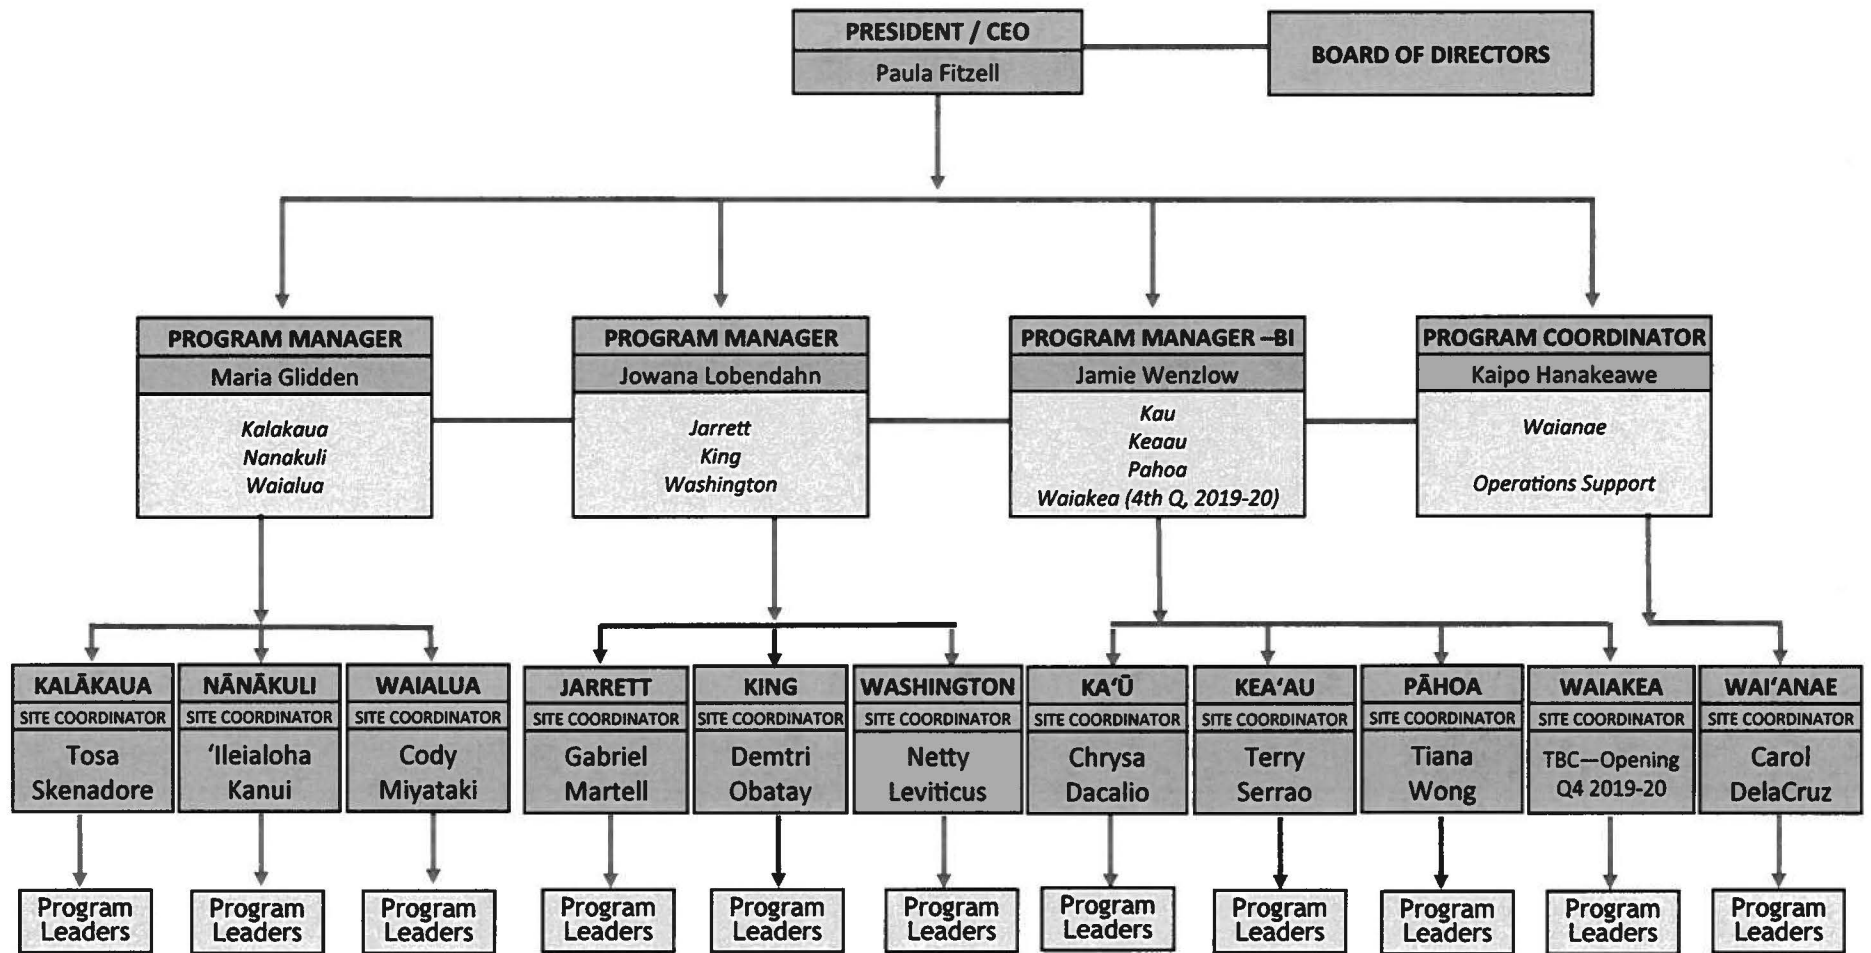 PRESIDENT / CEO
Paula Fitzell
BOARD OF DIRECTORS
PROGRAM MANAGER
Maria Glidden
Kalakaua
Nanakuli
Waialua
PROGRAM MANAGER
Jowana Lobendahn
Jarrett
King
Washington
PROGRAM MANAGER —BI
Jamie Wenzlow
Kau
Keaau
Pahoa
Waiakea (4th Q, 2019-20)
PROGRAM COORDINATOR
Kaipo Hanakeawe
Waianae
Operations Support
KALĀKAUA
SITE COORDINATOR
Tosa
Skenadore
NĀNĀKULI
SITE COORDINATOR
‘Ileialoha
Kanui
WAIALUA
SITE COORDINATOR
Cody
Miyataki
JARRETT
SITE COORDINATOR
Gabriel
Martell
KING
SITE COORDINATOR
Demtri
Obatay
WASHINGTON
SITE COORDINATOR
Netty
Leviticus
KA‘Ū
SITE COORDINATOR
Chrysa
Dacalio
KEA‘AU
SITE COORDINATOR
Terry
Serrao
PĀHOA
SITE COORDINATOR
Tiana
Wong
WAIAKEA
SITE COORDINATOR
TBC—Opening
Q4 2019-20
WAI‘ANAE
SITE COORDINATOR
Carol
DelaCruz
Program
Leaders
Program
Leaders
Program
Leaders
Program
Leaders
Program
Leaders
Program
Leaders
Program
Leaders
Program
Leaders
Program
Leaders
Program
Leaders
Program
Leaders